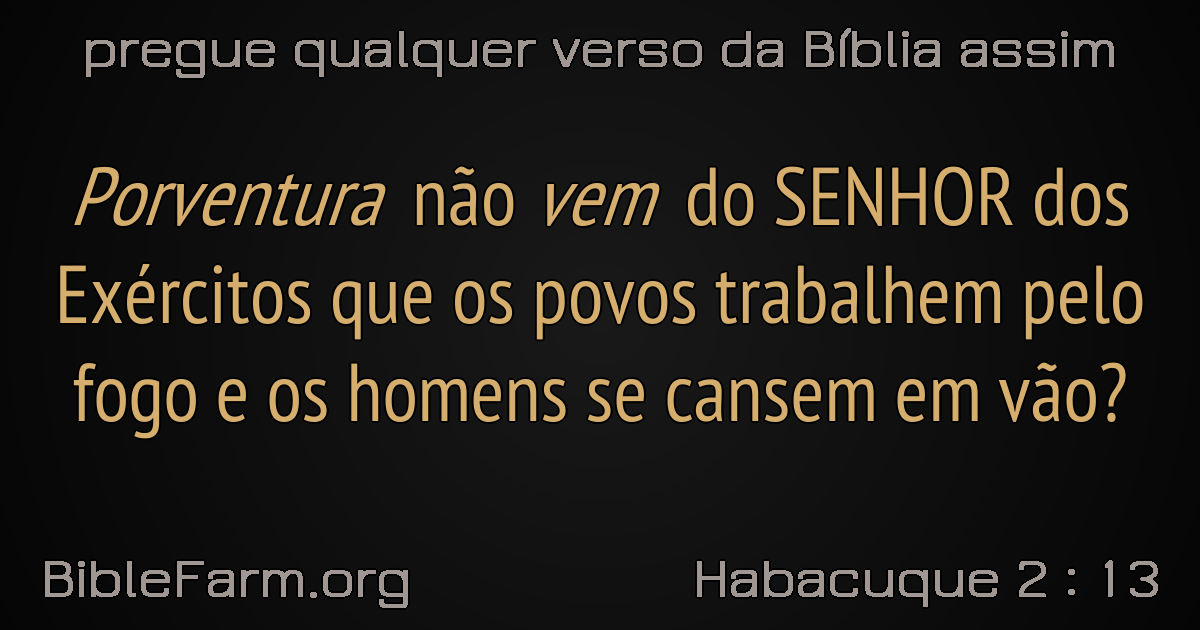 pregue qualquer verso da Bíblia assim
Porventura não vem do SENHOR dos
Exércitos que os povos trabalhem pelo
fogo e os homens se cansem em vão?
BibleFarm.org
Habacuque 2 : 13